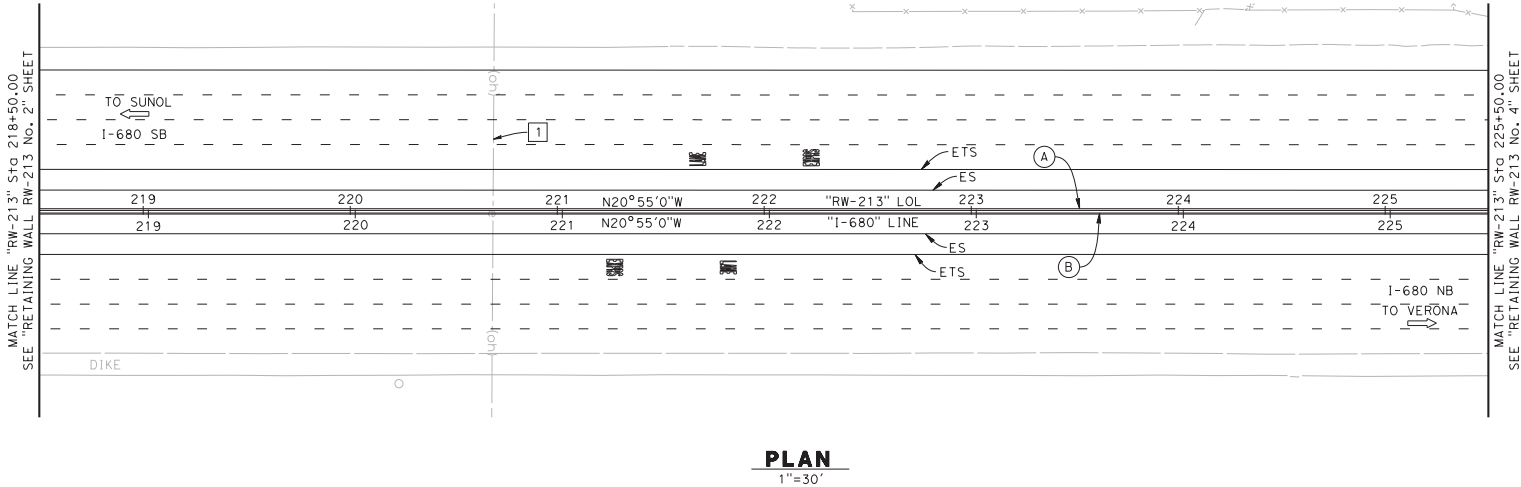 MATCH LINE "RW-213" Sta 218+50.00
SEE "RETAINING WALL RW-213 No. 2" SHEET
TO SUNOL
I-680 SB
(oh)
1
ETS
ES
A
219 220 221 N20°55'0"W 222 "RW-213" LOL 223 224 225
219 220 221 N20°55'0"W 222 "I-680" LINE 223 224 225
e
ES
ETS
B
I-680 NB
TO VERONA
(oh)
DIKE
MATCH LINE "RW-213" Sta 225+50.00
SEE "RETAINING WALL RW-213 No. 4" SHEET
PLAN
1"=30'